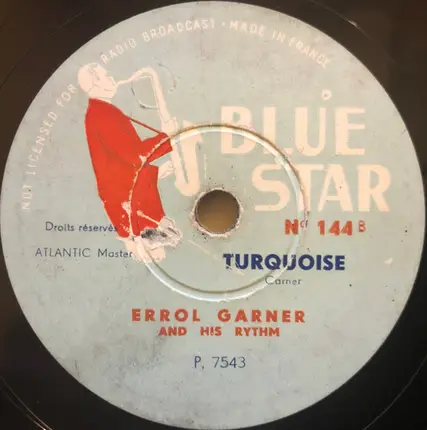 NOT LICENSED FOR RADIO BROADCAST • MADE IN FRANCE
BLUE
STAR
Nº 144 B
Droits réservés
ATLANTIC Master
TURQUOISE
Garner
ERROL GARNER
AND HIS RYTHM
P. 7543